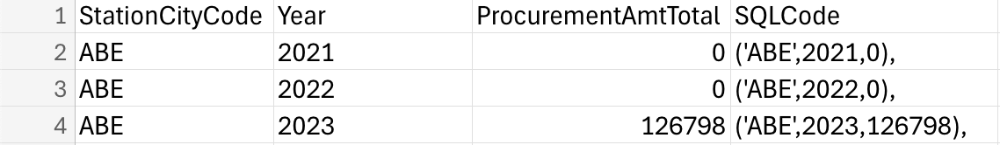 1 StationCityCode Year ProcurementAmtTotal SQLCode
2 ABE 2021 0 ('ABE',2021,0),
3 ABE 2022 0 ('ABE',2022,0),
4 ABE 2023 126798 ('ABE',2023,126798),